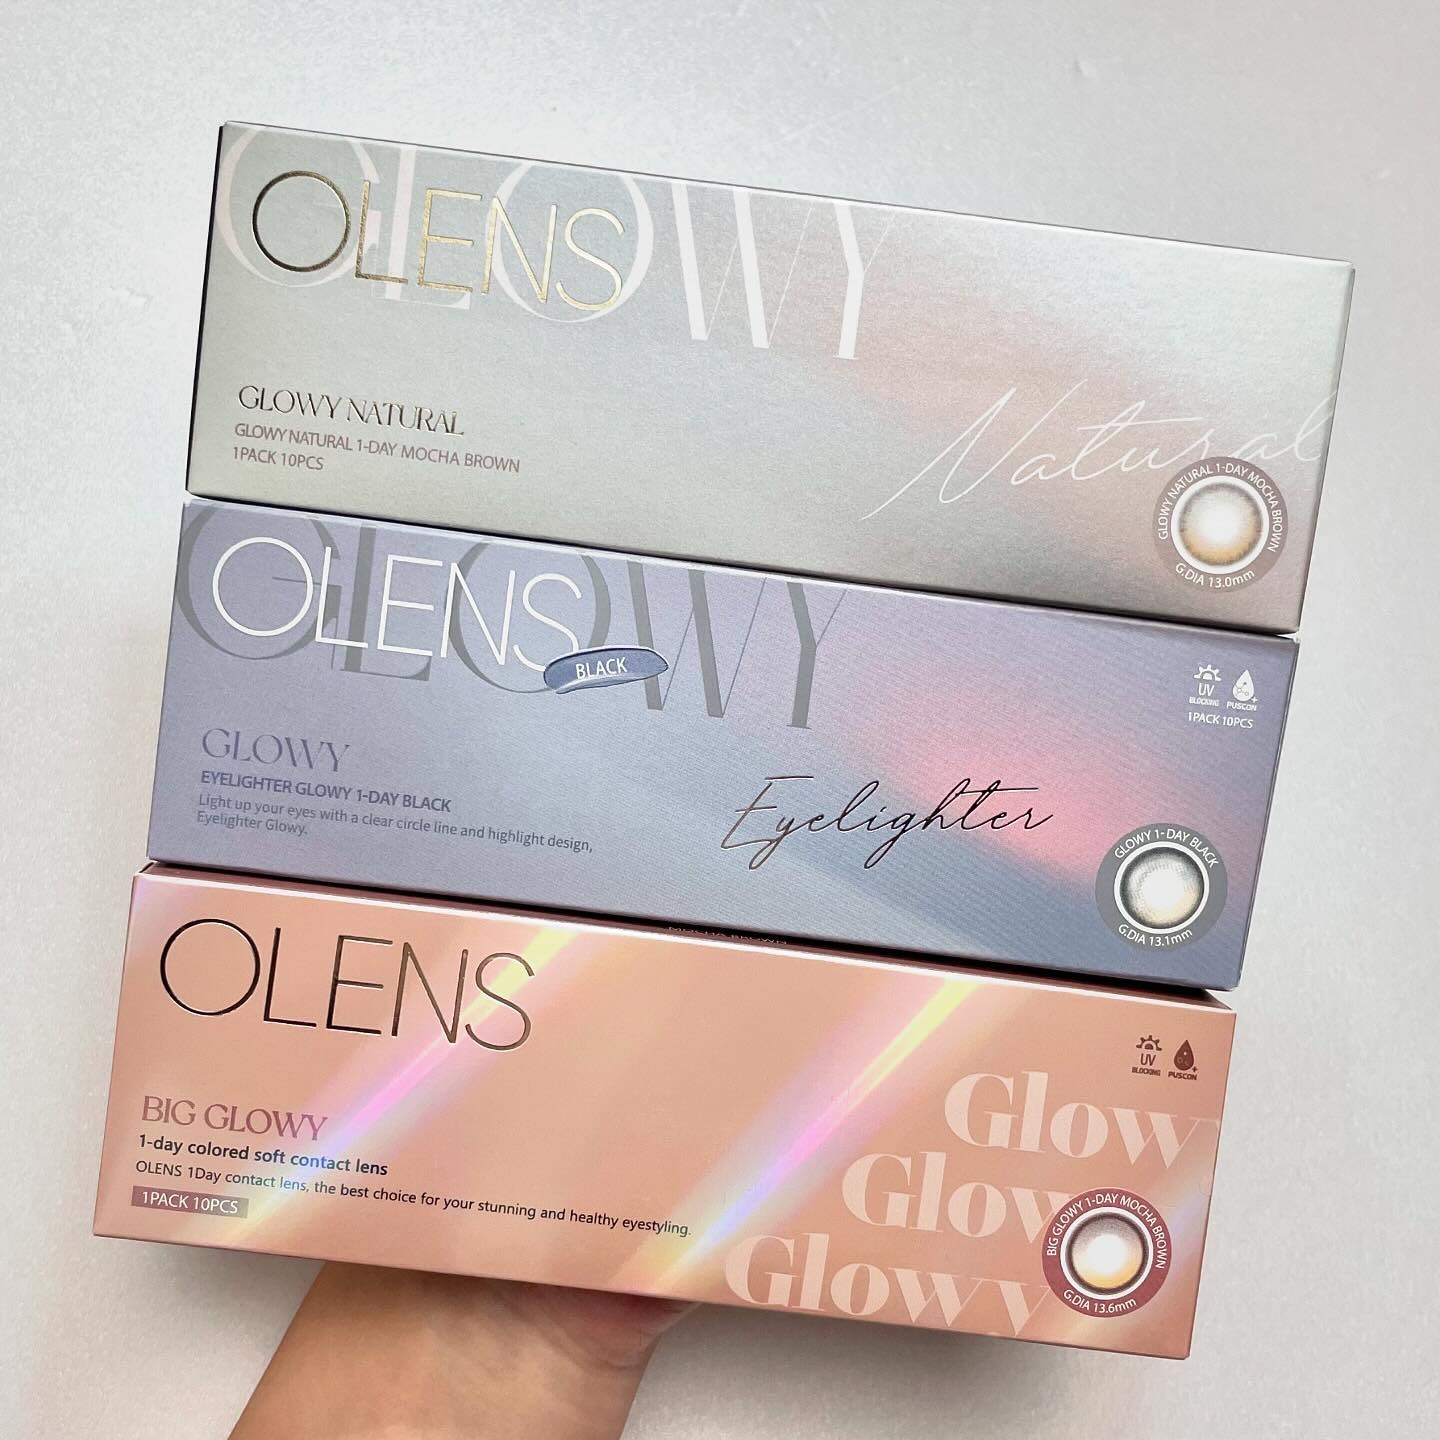 GLOWY
OLENS
GLOWY NATURAL
GLOWY NATURAL 1-DAY MOCHA BROWN
1PACK 10PCS
Natural
GLOWY NATURAL 1-DAY MOCHA BROWN
G.DIA 13.0mm
GLOWY
OLENS
BLACK
UV
BLOCKING
PUSCON
1PACK 10PCS
GLOWY
EYELIGHTER GLOWY 1-DAY BLACK
Light up your eyes with a clear circle line and highlight design,
Eyelighter Glowy.
Eyelighter
GLOWY 1-DAY BLACK
G.DIA 13.1mm
MOCHA BROWN
OLENS
UV
BLOCKING
PUSCON
BIG GLOWY
1-day colored soft contact lens
OLENS 1Day contact lens, the best choice for your stunning and healthy eyestyling.
1PACK 10PCS
Glowy
Glowy
Glowy
BIG GLOWY 1-DAY MOCHA BROWN
G.DIA 13.6mm